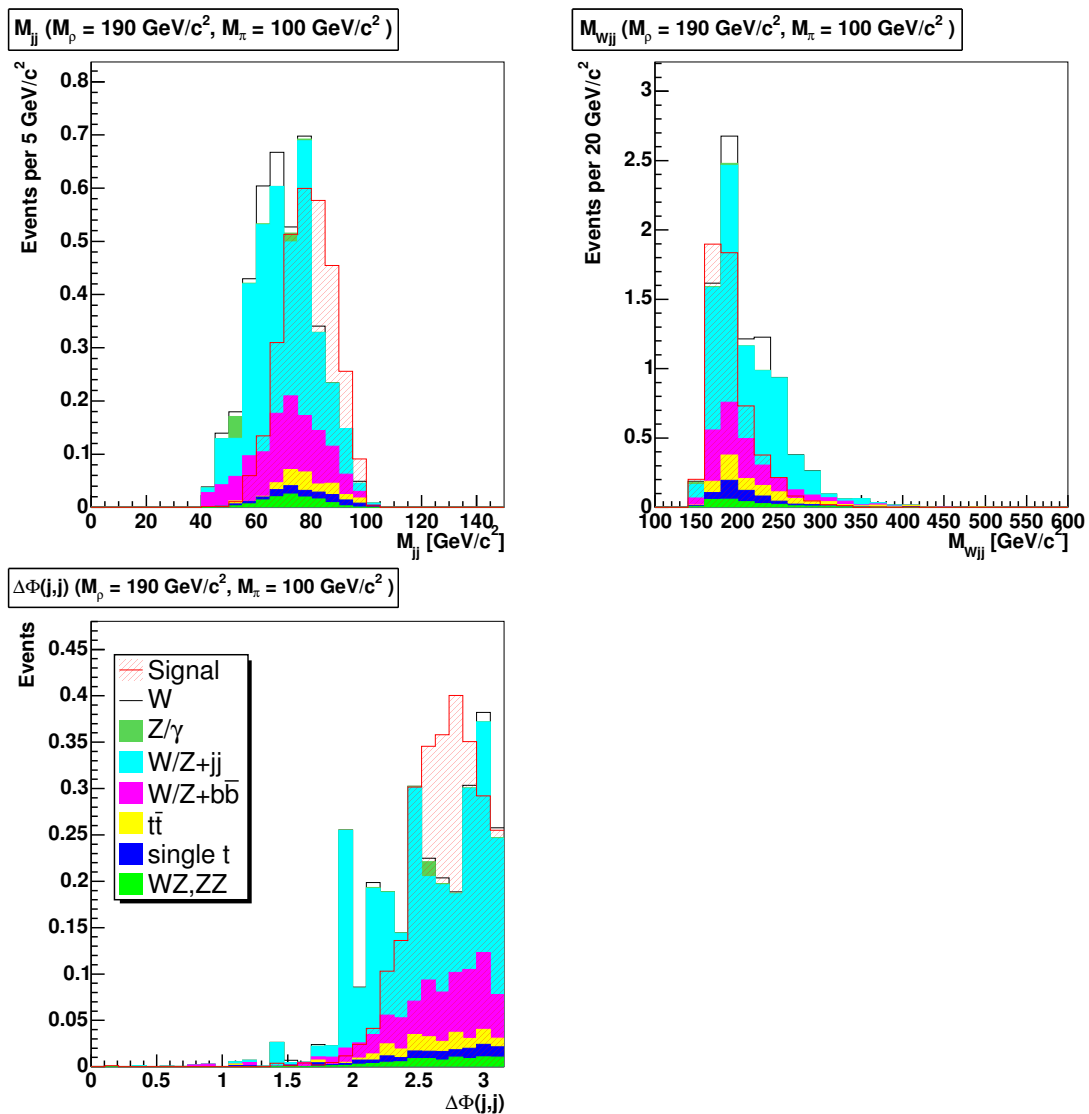 M_jj (M_ρ = 190 GeV/c², M_π = 100 GeV/c² )
Events per 5 GeV/c²
0.8
0.7
0.6
0.5
0.4
0.3
0.2
0.1
0
0 20 40 60 80 100 120 140
M_jj [GeV/c²]
M_Wjj (M_ρ = 190 GeV/c², M_π = 100 GeV/c² )
Events per 20 GeV/c²
3
2.5
2
1.5
1
0.5
0
100 150 200 250 300 350 400 450 500 550 600
M_Wjj [GeV/c²]
ΔΦ(j,j) (M_ρ = 190 GeV/c², M_π = 100 GeV/c² )
Events
0.45
0.4
0.35
0.3
0.25
0.2
0.15
0.1
0.05
0
Signal
W
Z/γ
W/Z+jj
W/Z+bb̄
tt̄
single t
WZ,ZZ
0 0.5 1 1.5 2 2.5 3
ΔΦ(j,j)